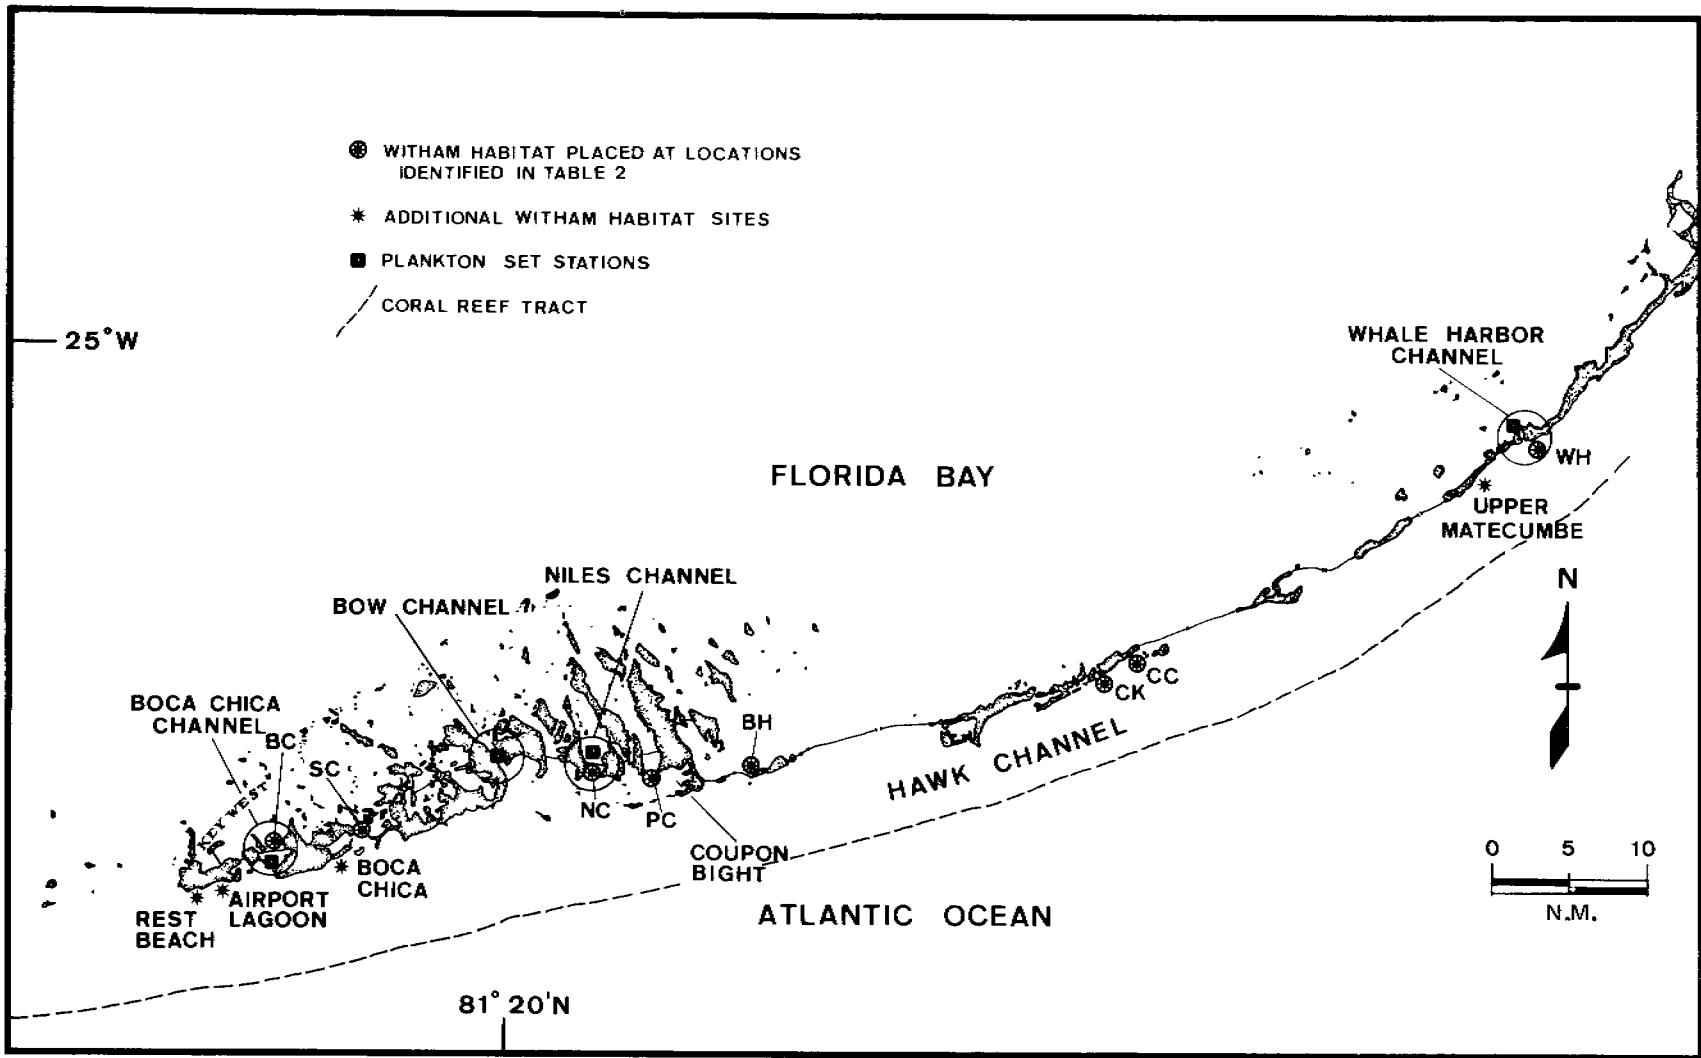 WITHAM HABITAT PLACED AT LOCATIONS
IDENTIFIED IN TABLE 2
ADDITIONAL WITHAM HABITAT SITES
PLANKTON SET STATIONS
CORAL REEF TRACT
25°W
WHALE HARBOR
CHANNEL
WH
UPPER
MATECUMBE
FLORIDA BAY
N
NILES CHANNEL
BOW CHANNEL
BOCA CHICA
CHANNEL
BC
SC
KEY WEST
BH
CC
CK
HAWK CHANNEL
NC
PC
COUPON
BIGHT
BOCA
CHICA
AIRPORT
LAGOON
REST
BEACH
ATLANTIC OCEAN
0 5 10
N.M.
81° 20'N